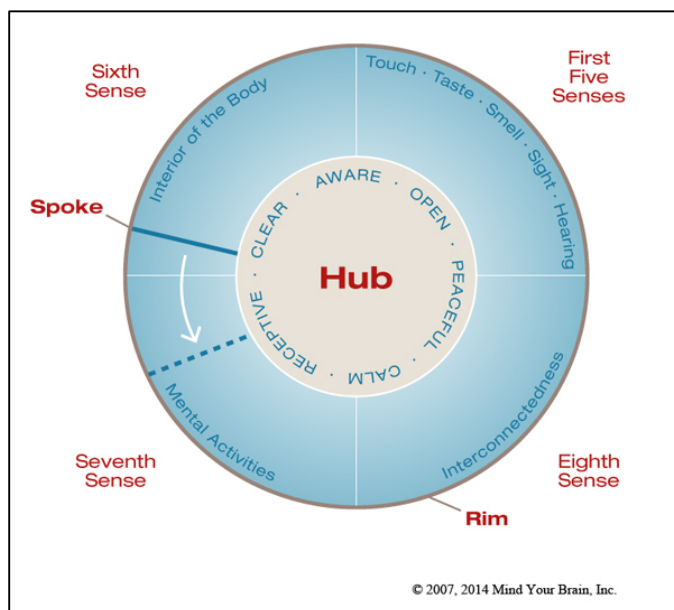 Sixth
Sense
First
Five
Senses
Interior of the Body
Touch · Taste · Smell · Sight · Hearing
Spoke
CLEAR · AWARE · OPEN · PEACEFUL · CALM · RECEPTIVE ·
Hub
Mental Activities
Interconnectedness
Seventh
Sense
Eighth
Sense
Rim
© 2007, 2014 Mind Your Brain, Inc.